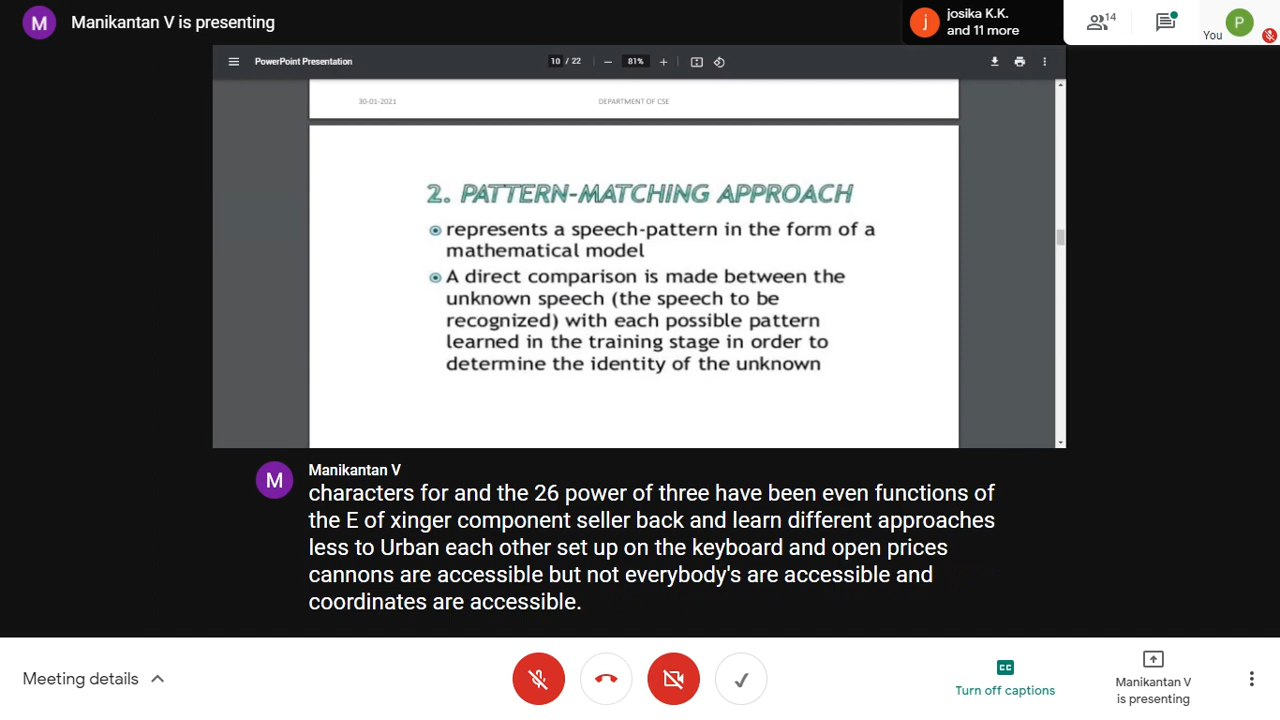 M Manikantan V is presenting
j josika K.K.
and 11 more
14
You P
PowerPoint Presentation 10 / 22 81%
30-01-2021 DEPARTMENT OF CSE
2. PATTERN-MATCHING APPROACH
represents a speech-pattern in the form of a
mathematical model
A direct comparison is made between the
unknown speech (the speech to be
recognized) with each possible pattern
learned in the training stage in order to
determine the identity of the unknown
M Manikantan V
characters for and the 26 power of three have been even functions of
the E of xinger component seller back and learn different approaches
less to Urban each other set up on the keyboard and open prices
cannons are accessible but not everybody's are accessible and
coordinates are accessible.
Meeting details
CC
Turn off captions
Manikantan V
is presenting